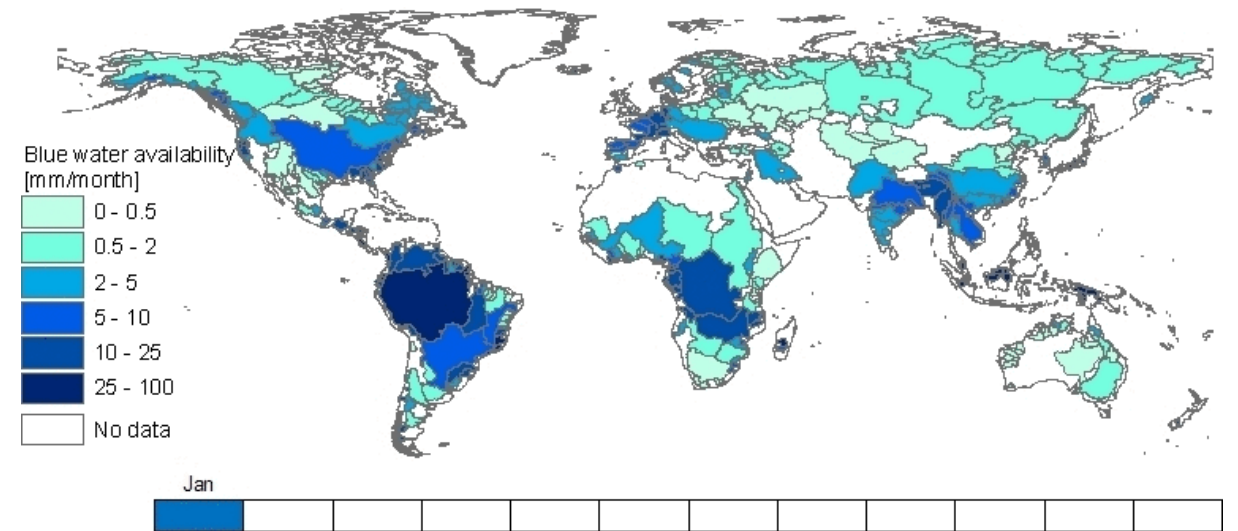 Blue water availability
[mm/month]
0 - 0.5
0.5 - 2
2 - 5
5 - 10
10 - 25
25 - 100
No data
Jan